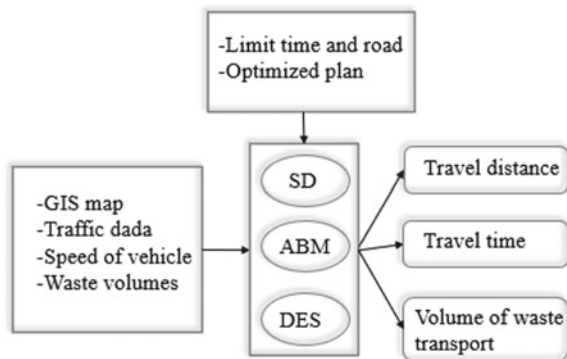 -Limit time and road
-Optimized plan
-GIS map
-Traffic dada
-Speed of vehicle
-Waste volumes
SD
ABM
DES
Travel distance
Travel time
Volume of waste
transport